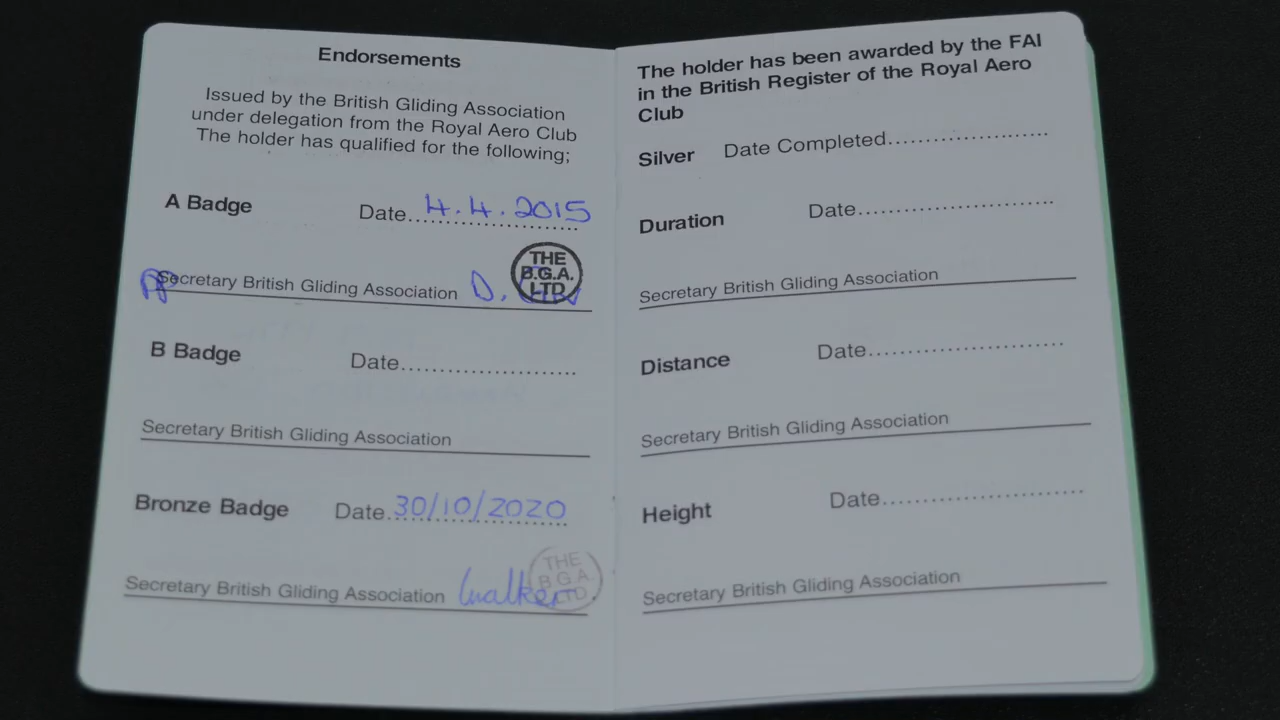 Endorsements
Issued by the British Gliding Association
under delegation from the Royal Aero Club
The holder has qualified for the following;
A Badge Date 4.4.2015
THE
B.G.A.
LTD
Secretary British Gliding Association D.
B Badge Date
Secretary British Gliding Association
Bronze Badge Date 30/10/2020
THE
B.G.A
LTD
Secretary British Gliding Association Cwalker
The holder has been awarded by the FAI
in the British Register of the Royal Aero
Club
Silver Date Completed
Duration Date
Secretary British Gliding Association
Distance Date
Secretary British Gliding Association
Height Date
Secretary British Gliding Association